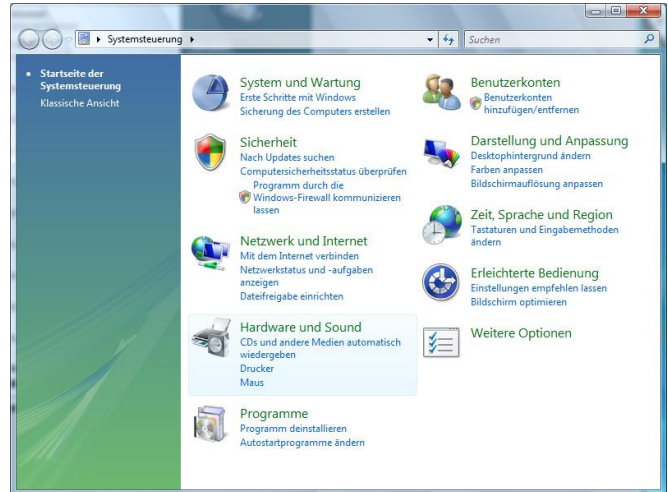 Systemsteuerung
Suchen
Startseite der
Systemsteuerung
Klassische Ansicht
System und Wartung
Erste Schritte mit Windows
Sicherung des Computers erstellen
Sicherheit
Nach Updates suchen
Computersicherheitsstatus überprüfen
Programm durch die
Windows-Firewall kommunizieren
lassen
Netzwerk und Internet
Mit dem Internet verbinden
Netzwerkstatus und -aufgaben
anzeigen
Dateifreigabe einrichten
Hardware und Sound
CDs und andere Medien automatisch
wiedergeben
Drucker
Maus
Programme
Programm deinstallieren
Autostartprogramme ändern
Benutzerkonten
Benutzerkonten
hinzufügen/entfernen
Darstellung und Anpassung
Desktophintergrund ändern
Farben anpassen
Bildschirmauflösung anpassen
Zeit, Sprache und Region
Tastaturen und Eingabemethoden
ändern
Erleichterte Bedienung
Einstellungen empfehlen lassen
Bildschirm optimieren
Weitere Optionen